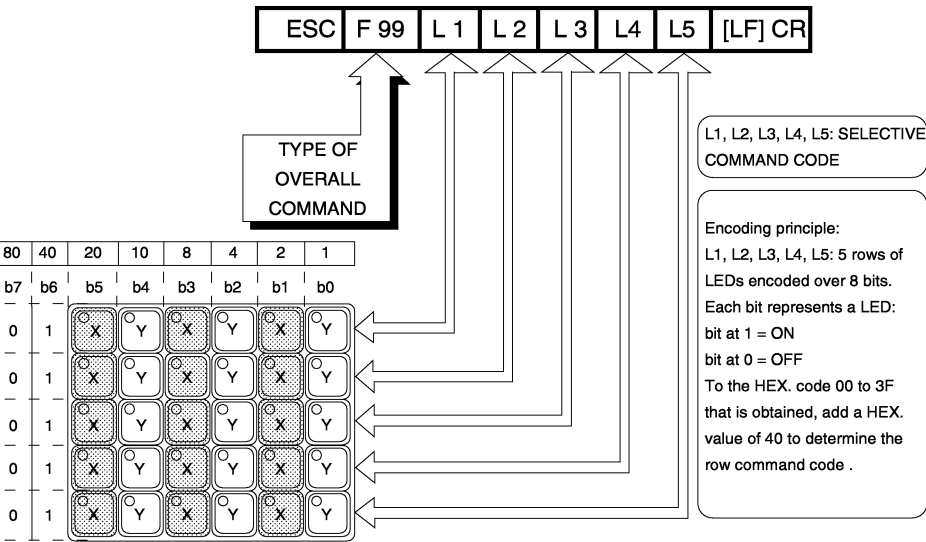 ESC F 99 L 1 L 2 L 3 L4 L5 [LF] CR
TYPE OF
OVERALL
COMMAND
L1, L2, L3, L4, L5: SELECTIVE
COMMAND CODE
Encoding principle:
L1, L2, L3, L4, L5: 5 rows of
LEDs encoded over 8 bits.
Each bit represents a LED:
bit at 1 = ON
bit at 0 = OFF
To the HEX. code 00 to 3F
that is obtained, add a HEX.
value of 40 to determine the
row command code .
80 40 20 10 8 4 2 1
b7 b6 b5 b4 b3 b2 b1 b0
0 1 X Y X Y X Y
0 1 X Y X Y X Y
0 1 X Y X Y X Y
0 1 X Y X Y X Y
0 1 X Y X Y X Y